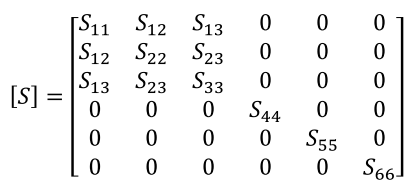 S₁₁ S₁₂ S₁₃ 0 0 0
S₁₂ S₂₂ S₂₃ 0 0 0
S₁₃ S₂₃ S₃₃ 0 0 0
[S] = 0 0 0 S₄₄ 0 0
0 0 0 0 S₅₅ 0
0 0 0 0 0 S₆₆